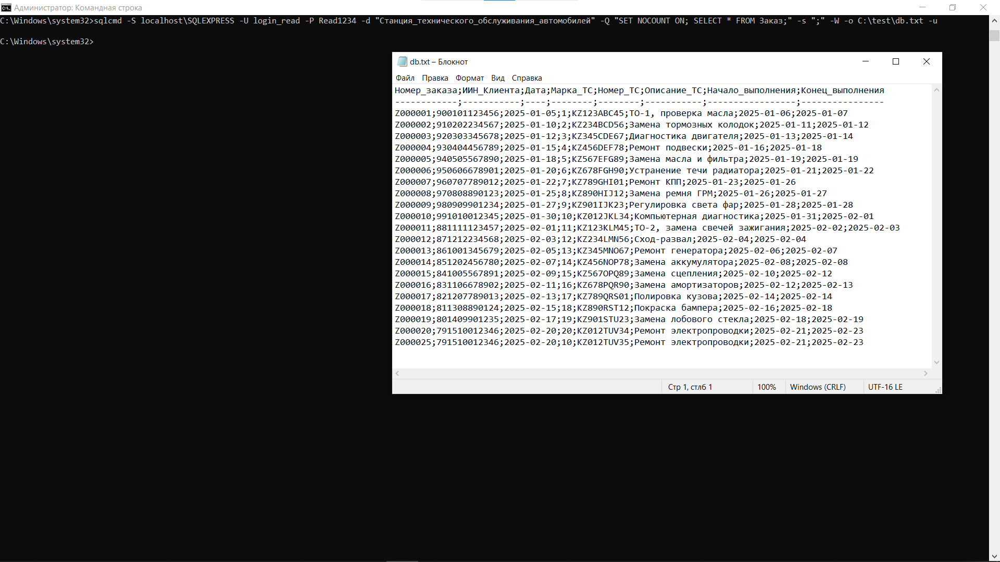 Администратор: Командная строка
C:\Windows\system32>sqlcmd -S localhost\SQLEXPRESS -U login_read -P Read1234 -d "Станция_технического_обслуживания_автомобилей" -Q "SET NOCOUNT ON; SELECT * FROM Заказ;" -s ";" -W -o C:\test\db.txt -u
C:\Windows\system32>
db.txt – Блокнот
Файл Правка Формат Вид Справка
Номер_заказа;ИИН_Клиента;Дата;Марка_ТС;Номер_ТС;Описание_ТС;Начало_выполнения;Конец_выполнения
------------;-----------;----;--------;--------;-----------;-----------------;----------------
Z000001;900101123456;2025-01-05;1;KZ123ABC45;ТО-1, проверка масла;2025-01-06;2025-01-07
Z000002;910202234567;2025-01-10;2;KZ234BCD56;Замена тормозных колодок;2025-01-11;2025-01-12
Z000003;920303345678;2025-01-12;3;KZ345CDE67;Диагностика двигателя;2025-01-13;2025-01-14
Z000004;930404456789;2025-01-15;4;KZ456DEF78;Ремонт подвески;2025-01-16;2025-01-18
Z000005;940505567890;2025-01-18;5;KZ567EFG89;Замена масла и фильтра;2025-01-19;2025-01-19
Z000006;950606678901;2025-01-20;6;KZ678FGH90;Устранение течи радиатора;2025-01-21;2025-01-22
Z000007;960707789012;2025-01-22;7;KZ789GHI01;Ремонт КПП;2025-01-23;2025-01-26
Z000008;970808890123;2025-01-25;8;KZ890HIJ12;Замена ремня ГРМ;2025-01-26;2025-01-27
Z000009;980909901234;2025-01-27;9;KZ901IJK23;Регулировка света фар;2025-01-28;2025-01-28
Z000010;991010012345;2025-01-30;10;KZ012JKL34;Компьютерная диагностика;2025-01-31;2025-02-01
Z000011;881111123457;2025-02-01;11;KZ123KLM45;ТО-2, замена свечей зажигания;2025-02-02;2025-02-03
Z000012;871212234568;2025-02-03;12;KZ234LMN56;Сход-развал;2025-02-04;2025-02-04
Z000013;861001345679;2025-02-05;13;KZ345MNO67;Ремонт генератора;2025-02-06;2025-02-07
Z000014;851202456780;2025-02-07;14;KZ456NOP78;Замена аккумулятора;2025-02-08;2025-02-08
Z000015;841005567891;2025-02-09;15;KZ567OPQ89;Замена сцепления;2025-02-10;2025-02-12
Z000016;831106678902;2025-02-11;16;KZ678PQR90;Замена амортизаторов;2025-02-12;2025-02-13
Z000017;821207789013;2025-02-13;17;KZ789QRS01;Полировка кузова;2025-02-14;2025-02-14
Z000018;811308890124;2025-02-15;18;KZ890RST12;Покраска бампера;2025-02-16;2025-02-18
Z000019;801409901235;2025-02-17;19;KZ901STU23;Замена лобового стекла;2025-02-18;2025-02-19
Z000020;791510012346;2025-02-20;20;KZ012TUV34;Ремонт электропроводки;2025-02-21;2025-02-23
Z000025;791510012346;2025-02-20;10;KZ012TUV35;Ремонт электропроводки;2025-02-21;2025-02-23
Стр 1, стлб 1 100% Windows (CRLF) UTF-16 LE